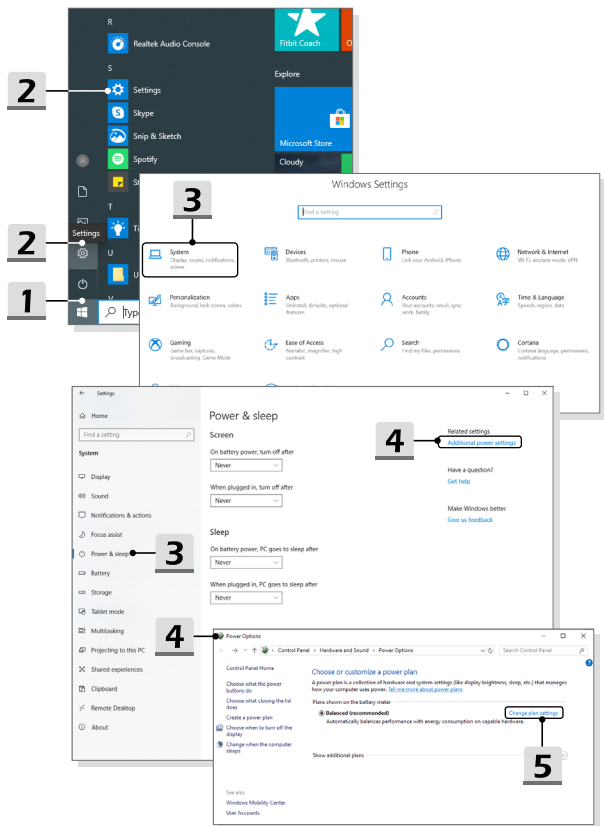 R
Realtek Audio Console
Fitbit Coach
O
S
Explore
2
Settings
Skype
Snip & Sketch
Microsoft Store
Spotify
Cloudy
St
T
Ti
U
U
V
Settings
2
1
Type
Windows Settings
Find a setting
3
System
Display, sound, notifications,
power
Devices
Bluetooth, printers, mouse
Phone
Link your Android, iPhone
Network & Internet
Wi-Fi, airplane mode, VPN
Personalization
Background, lock screen, colors
Apps
Uninstall, defaults, optional
features
Accounts
Your accounts, email, sync,
work, family
Time & Language
Speech, region, date
Gaming
Game bar, captures,
broadcasting, Game Mode
Ease of Access
Narrator, magnifier, high
contrast
Search
Find my files, permissions
Cortana
Cortana language, permissions,
notifications
Settings
Home
Find a setting
System
Display
Sound
Notifications & actions
Focus assist
Power & sleep
3
Battery
Storage
Tablet mode
Multitasking
Projecting to this PC
Shared experiences
Clipboard
Remote Desktop
About
Power & sleep
Screen
On battery power, turn off after
Never
When plugged in, turn off after
Never
Sleep
On battery power, PC goes to sleep after
Never
When plugged in, PC goes to sleep after
Never
4
Related settings
Additional power settings
Have a question?
Get help
Make Windows better
Give us feedback
4
Power Options
Control Panel > Hardware and Sound > Power Options
Search Control Panel
Control Panel Home
Choose what the power
buttons do
Choose what closing the lid
does
Create a power plan
Choose when to turn off the
display
Change when the computer
sleeps
See also
Windows Mobility Center
User Accounts
Choose or customize a power plan
A power plan is a collection of hardware and system settings (like display brightness, sleep, etc.) that manages
how your computer uses power. Tell me more about power plans
Plans shown on the battery meter
Balanced (recommended)
Change plan settings
Automatically balances performance with energy consumption on capable hardware.
Show additional plans
5